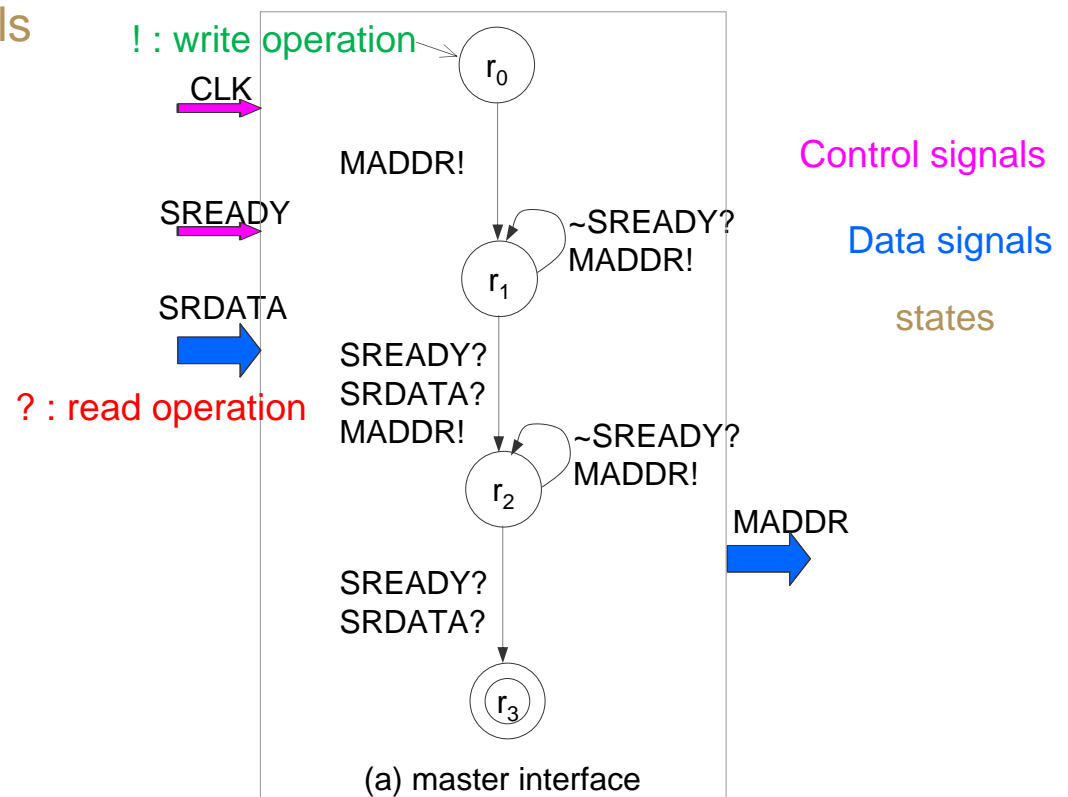 ls
! : write operation
r0
CLK
MADDR!
Control signals
SREADY
~SREADY?
MADDR!
Data signals
r1
SRDATA
states
SREADY?
SRDATA?
MADDR!
? : read operation
~SREADY?
MADDR!
r2
MADDR
SREADY?
SRDATA?
r3
(a) master interface